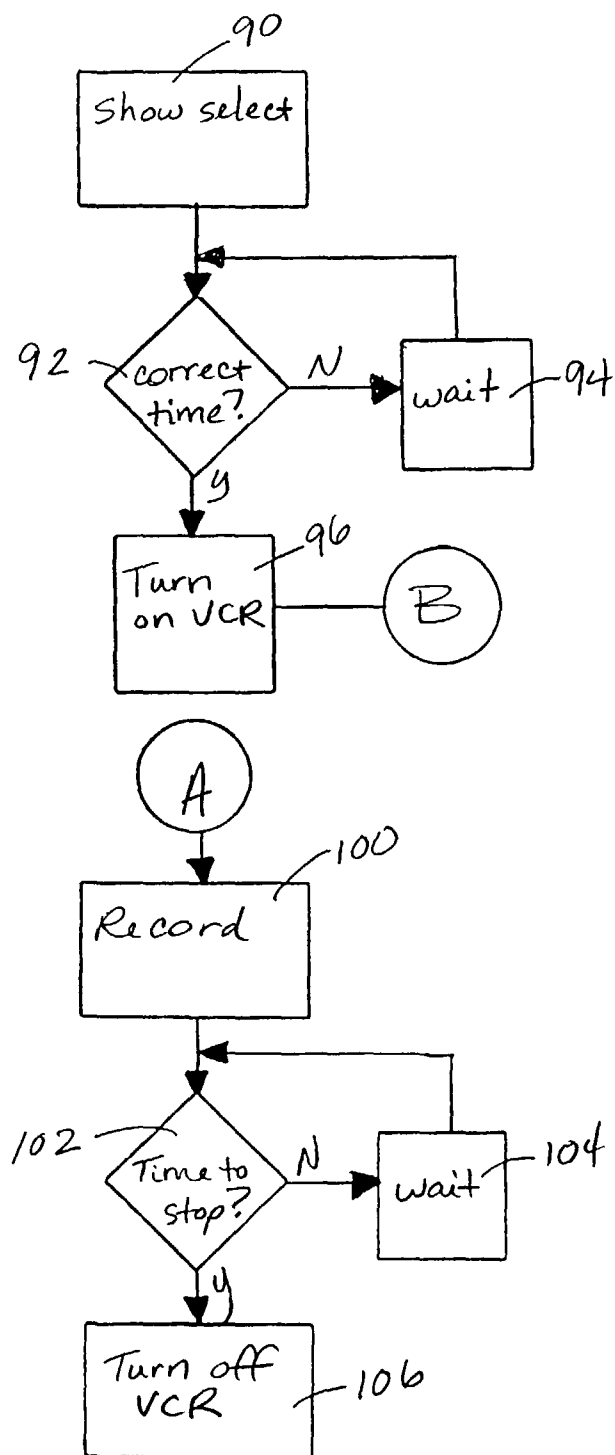 90
Show select
92
correct
time?
N
wait
94
y
96
Turn
on VCR
B
A
100
Record
102
Time to
stop?
N
wait
104
y
Turn off
VCR
106